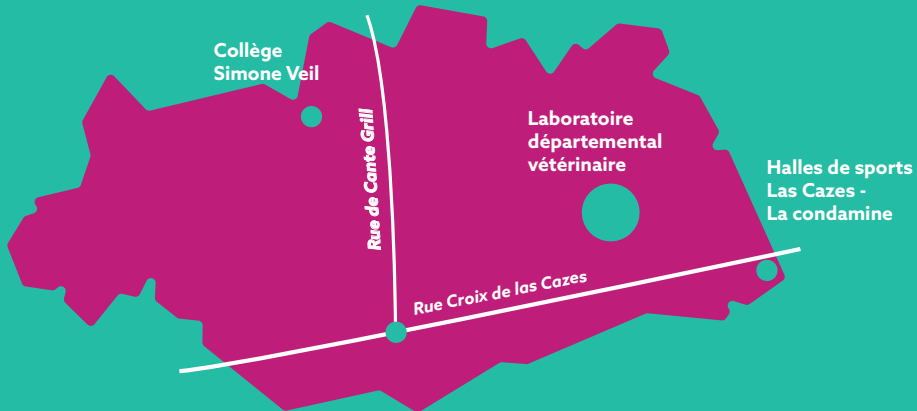 Collège
Simone Veil
Rue de Cante Grill
Laboratoire
départemental
vétérinaire
Halles de sports
Las Cazes -
La condamine
Rue Croix de las Cazes